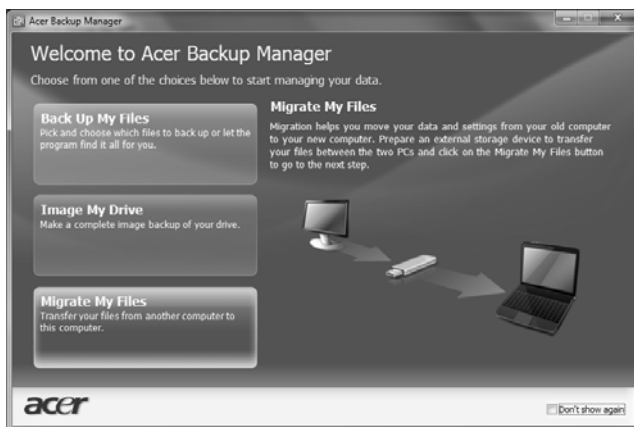 Acer Backup Manager
Welcome to Acer Backup Manager
Choose from one of the choices below to start managing your data.
Back Up My Files
Pick and choose which files to back up or let the
program find it all for you.
Image My Drive
Make a complete image backup of your drive.
Migrate My Files
Transfer your files from another computer to
this computer.
Migrate My Files
Migration helps you move your data and settings from your old computer
to your new computer. Prepare an external storage device to transfer
your files between the two PCs and click on the Migrate My Files button
to go to the next step.
acer
Don't show again